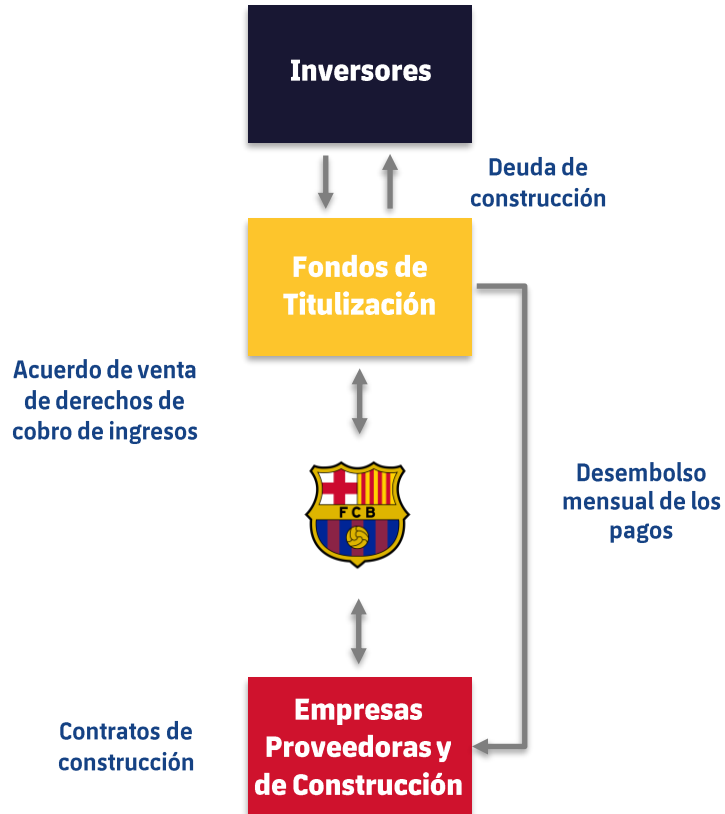 Inversores
Deuda de
construcción
Fondos de
Titulización
Acuerdo de venta
de derechos de
cobro de ingresos
FCB
Desembolso
mensual de los
pagos
Empresas
Proveedoras y
de Construcción
Contratos de
construcción